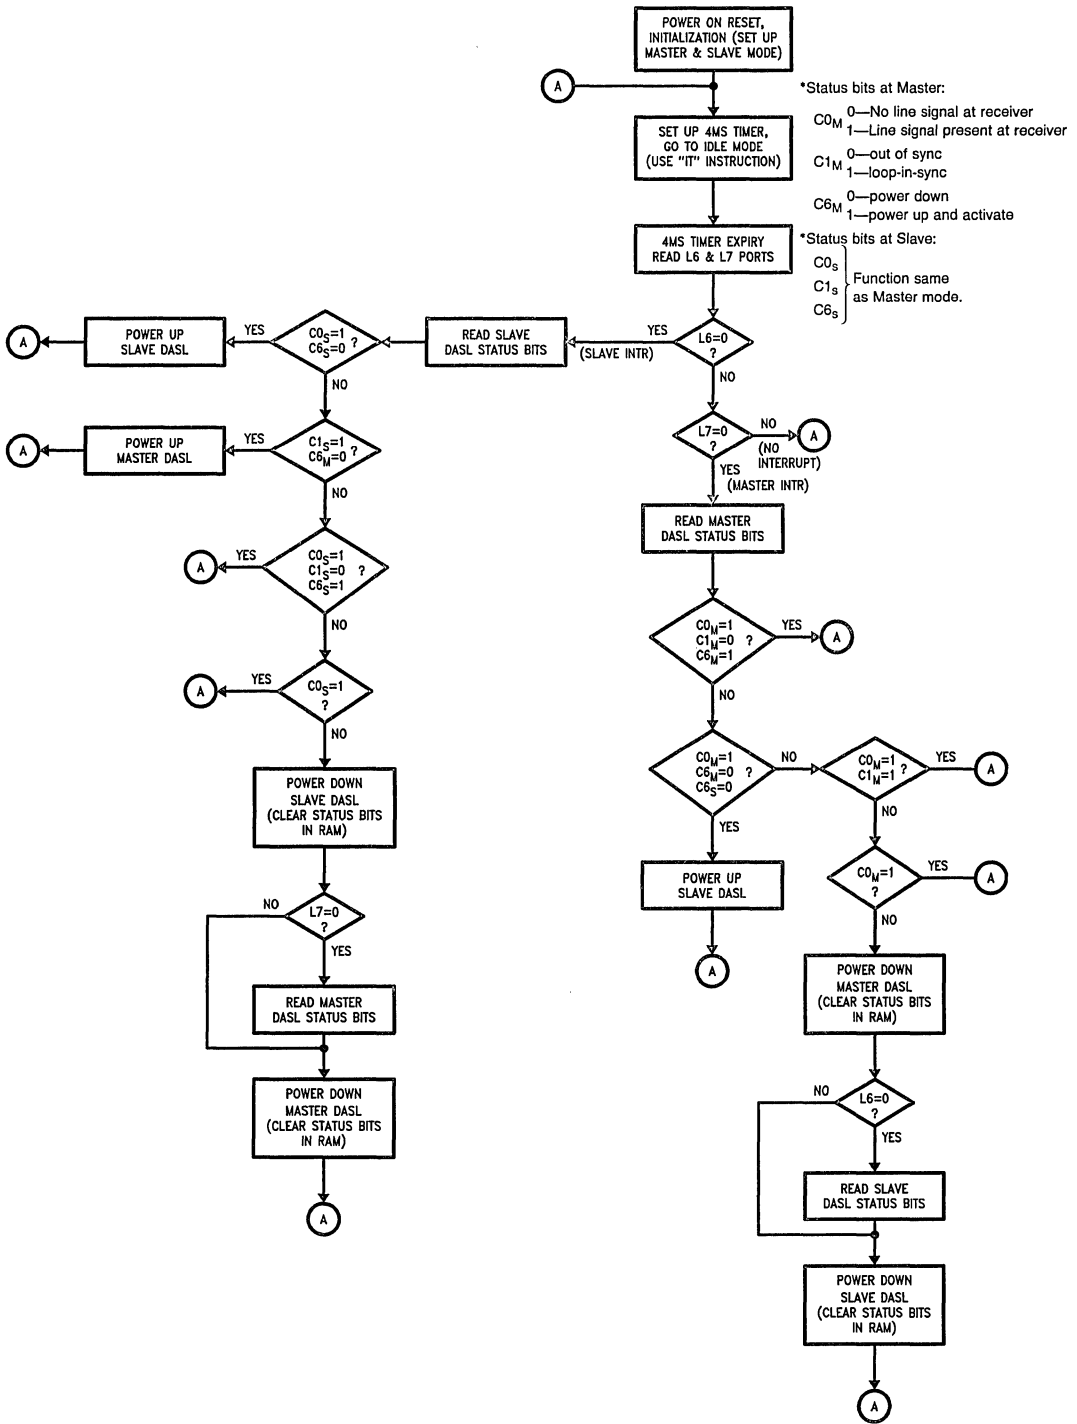 POWER ON RESET,
INITIALIZATION (SET UP
MASTER & SLAVE MODE)
A
*Status bits at Master:
C0M 0—No line signal at receiver
1—Line signal present at receiver
C1M 0—out of sync
1—loop-in-sync
C6M 0—power down
1—power up and activate
*Status bits at Slave:
C0s
C1s
C6s
Function same
as Master mode.
SET UP 4MS TIMER,
GO TO IDLE MODE
(USE "IT" INSTRUCTION)
4MS TIMER EXPIRY
READ L6 & L7 PORTS
L6=0
?
YES
(SLAVE INTR)
NO
READ SLAVE
DASL STATUS BITS
C0S=1
C6S=0 ?
YES
NO
POWER UP
SLAVE DASL
A
C1S=1
C6M=0 ?
YES
NO
POWER UP
MASTER DASL
A
C0S=1
C1S=0 ?
C6S=1
YES
A
NO
C0S=1
?
YES
A
NO
POWER DOWN
SLAVE DASL
(CLEAR STATUS BITS
IN RAM)
L7=0
?
NO
YES
READ MASTER
DASL STATUS BITS
POWER DOWN
MASTER DASL
(CLEAR STATUS BITS
IN RAM)
A
L7=0
?
NO
(NO
INTERRUPT)
A
YES
(MASTER INTR)
READ MASTER
DASL STATUS BITS
C0M=1
C1M=0 ?
C6M=1
YES
A
NO
C0M=1
C6M=0 ?
C6S=0
NO
YES
POWER UP
SLAVE DASL
A
C0M=1
C1M=1 ?
YES
A
NO
C0M=1
?
YES
A
NO
POWER DOWN
MASTER DASL
(CLEAR STATUS BITS
IN RAM)
L6=0
?
NO
YES
READ SLAVE
DASL STATUS BITS
POWER DOWN
SLAVE DASL
(CLEAR STATUS BITS
IN RAM)
A